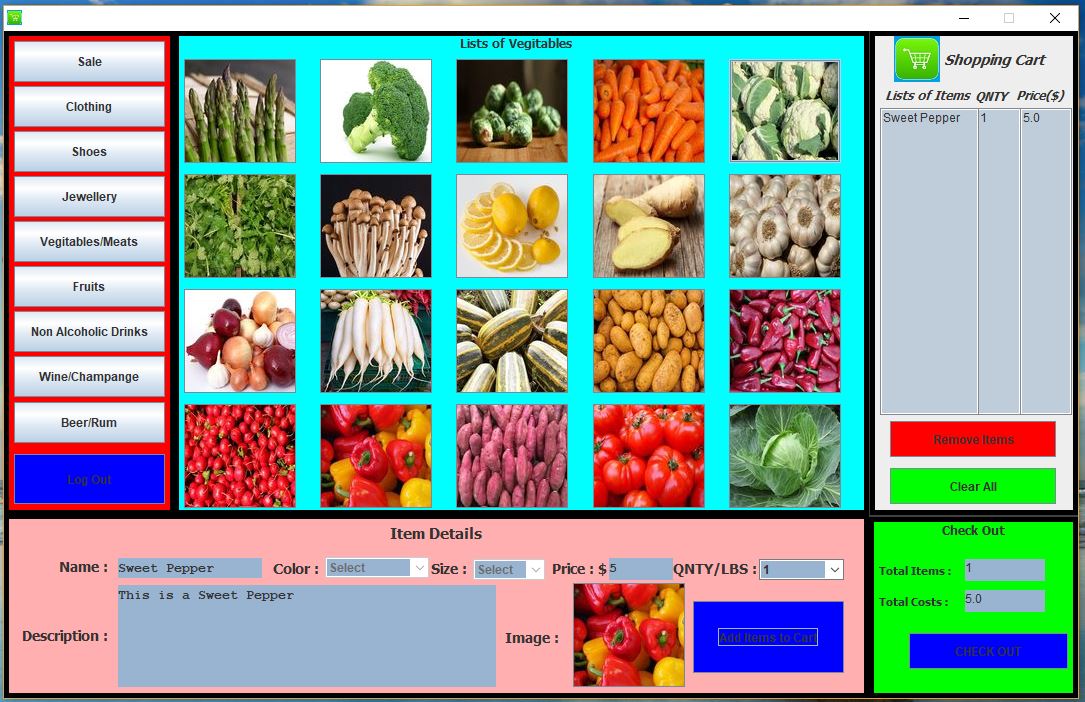 Sale
Clothing
Shoes
Jewellery
Vegitables/Meats
Fruits
Non Alcoholic Drinks
Wine/Champange
Beer/Rum
Log Out
Lists of Vegitables
Shopping Cart
Lists of Items QNTY Price($)
Sweet Pepper 1 5.0
Remove Items
Clear All
Item Details
Name : Sweet Pepper Color : Select Size : Select Price : $ 5 QNTY/LBS : 1
Description : This is a Sweet Pepper
Image :
Add Items to Cart
Check Out
Total Items : 1
Total Costs : 5.0
CHECK OUT